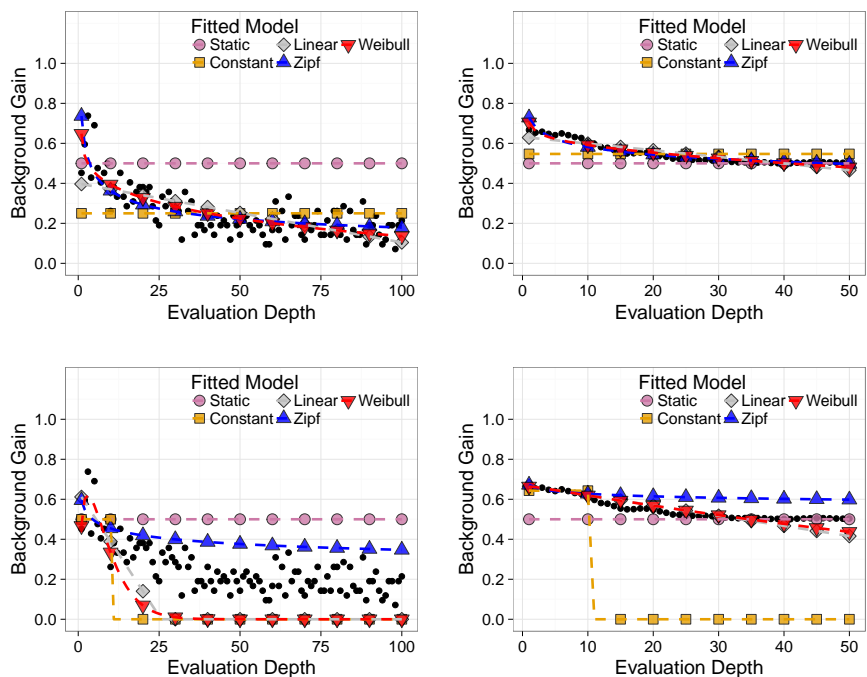 Fitted Model
Static Linear Weibull
Constant Zipf
Background Gain
1.0
0.8
0.6
0.4
0.2
0.0
0 25 50 75 100
Evaluation Depth
Fitted Model
Static Linear Weibull
Constant Zipf
Background Gain
1.0
0.8
0.6
0.4
0.2
0.0
0 10 20 30 40 50
Evaluation Depth
Fitted Model
Static Linear Weibull
Constant Zipf
Background Gain
1.0
0.8
0.6
0.4
0.2
0.0
0 25 50 75 100
Evaluation Depth
Fitted Model
Static Linear Weibull
Constant Zipf
Background Gain
1.0
0.8
0.6
0.4
0.2
0.0
0 10 20 30 40 50
Evaluation Depth